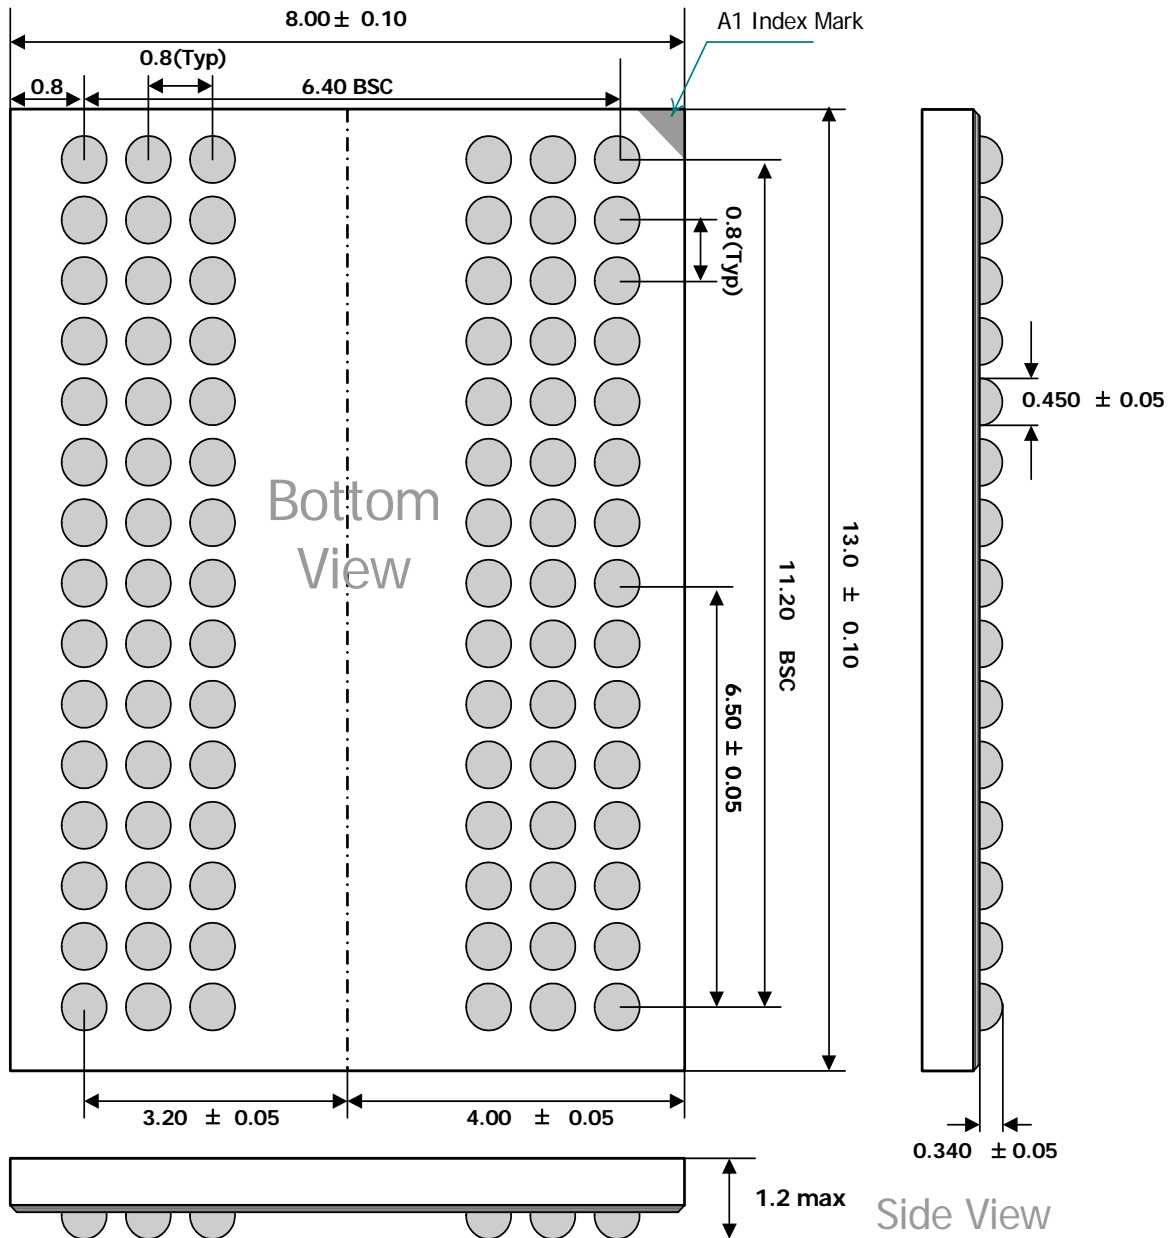 8.00 ± 0.10
A1 Index Mark
0.8(Typ)
0.8
6.40 BSC
0.8(Typ)
0.450 ± 0.05
Bottom
View
13.0 ± 0.10
11.20 BSC
6.50 ± 0.05
3.20 ± 0.05
4.00 ± 0.05
0.340 ± 0.05
1.2 max
Side View